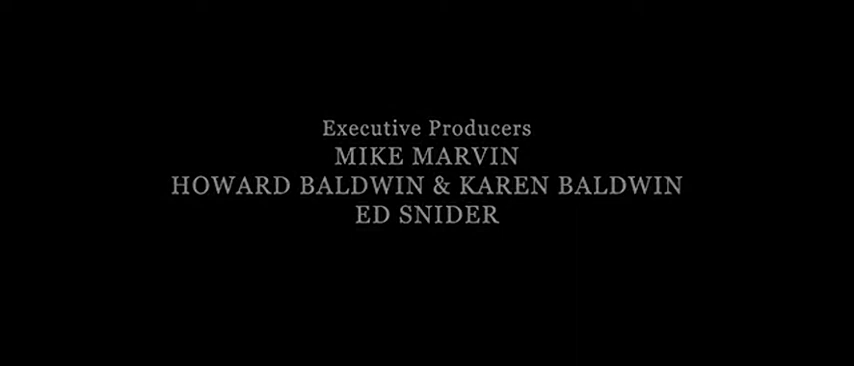 Executive Producers
MIKE MARVIN
HOWARD BALDWIN & KAREN BALDWIN
ED SNIDER